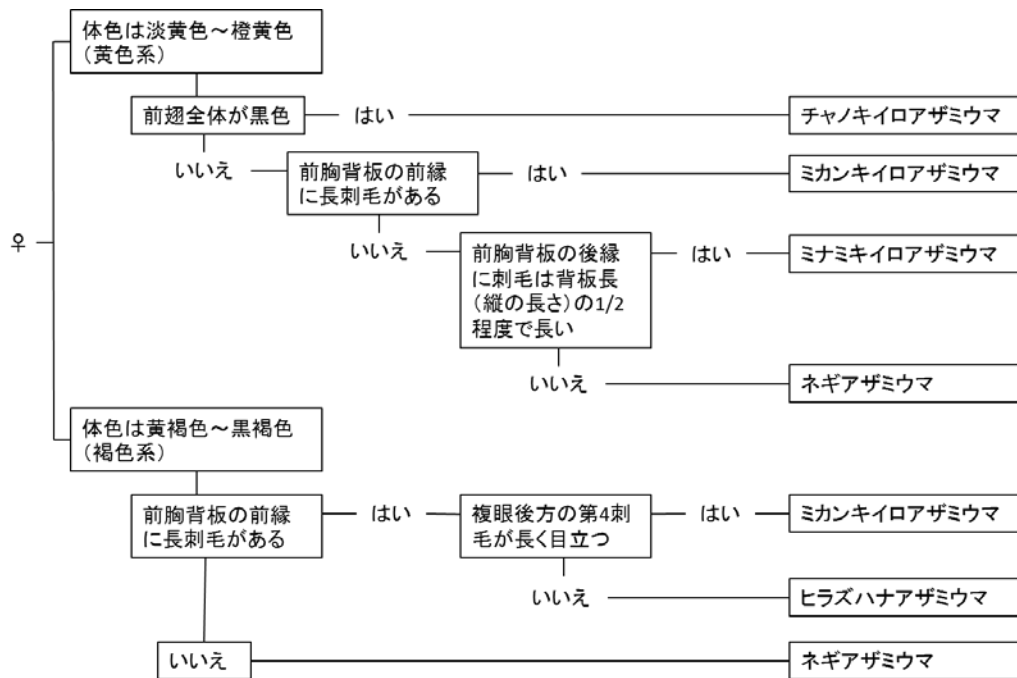 体色は淡黄色～橙黄色
（黄色系）
前翅全体が黒色
はい
チャノキイロアザミウマ
いいえ
前胸背板の前縁
に長刺毛がある
はい
ミカンキイロアザミウマ
♀
いいえ
前胸背板の後縁
に刺毛は背板長
（縦の長さ）の1/2
程度で長い
はい
ミナミキイロアザミウマ
いいえ
ネギアザミウマ
体色は黄褐色～黒褐色
（褐色系）
前胸背板の前縁
に長刺毛がある
はい
複眼後方の第4刺
毛が長く目立つ
はい
ミカンキイロアザミウマ
いいえ
ヒラズハナアザミウマ
いいえ
ネギアザミウマ